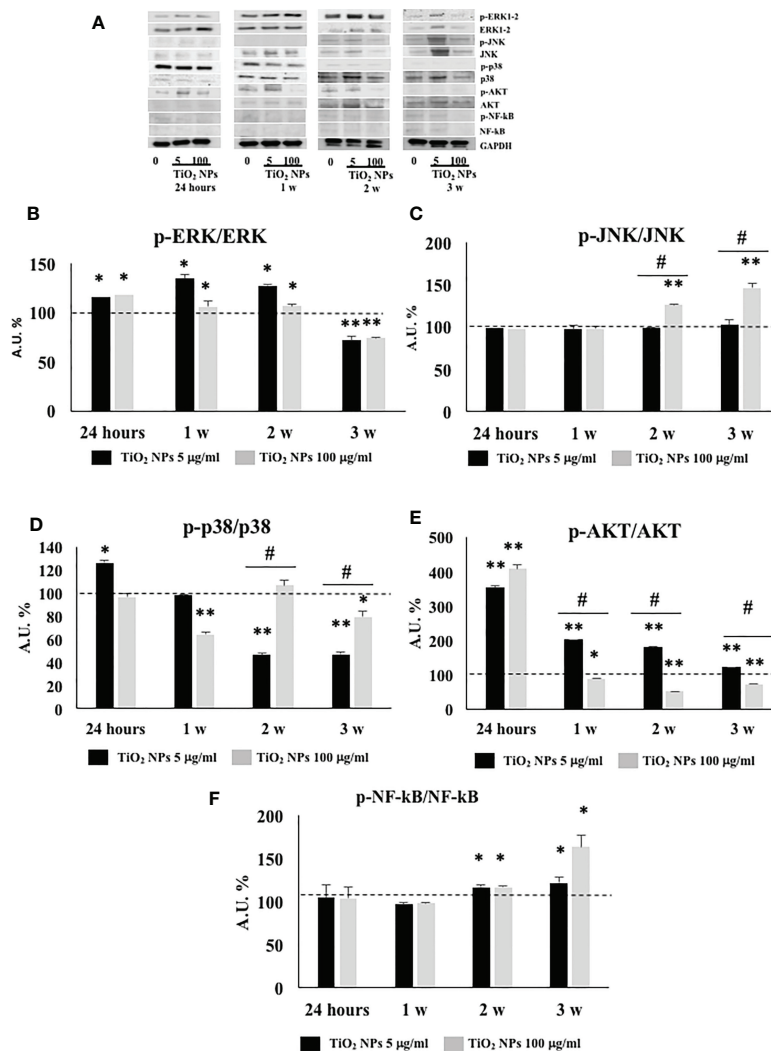 A
p-ERK1-2
ERK1-2
p-JNK
JNK
p-p38
p38
p-AKT
AKT
p-NF-kB
NF-kB
GAPDH
0 5 100 0 5 100 0 5 100 0 5 100
TiO2 NPs TiO2 NPs TiO2 NPs TiO2 NPs
24 hours 1 w 2 w 3 w
B
p-ERK/ERK
A.U. %
150
100
50
0
* * * * * * ** **
24 hours 1 w 2 w 3 w
TiO2 NPs 5 µg/ml TiO2 NPs 100 µg/ml
C
p-JNK/JNK
A.U. %
200
150
100
50
0
# #
** **
24 hours 1 w 2 w 3 w
TiO2 NPs 5 µg/ml TiO2 NPs 100 µg/ml
D
p-p38/p38
A.U. %
140
120
100
80
60
40
20
0
# #
* ** ** ** *
24 hours 1 w 2 w 3 w
TiO2 NPs 5 µg/ml TiO2 NPs 100 µg/ml
E
p-AKT/AKT
A.U. %
500
400
300
200
100
0
# # #
** ** ** * ** ** ** **
24 hours 1 w 2 w 3 w
TiO2 NPs 5 µg/ml TiO2 NPs 100 µg/ml
F
p-NF-kB/NF-kB
A.U. %
200
150
100
50
0
* * * *
24 hours 1 w 2 w 3 w
TiO2 NPs 5 µg/ml TiO2 NPs 100 µg/ml